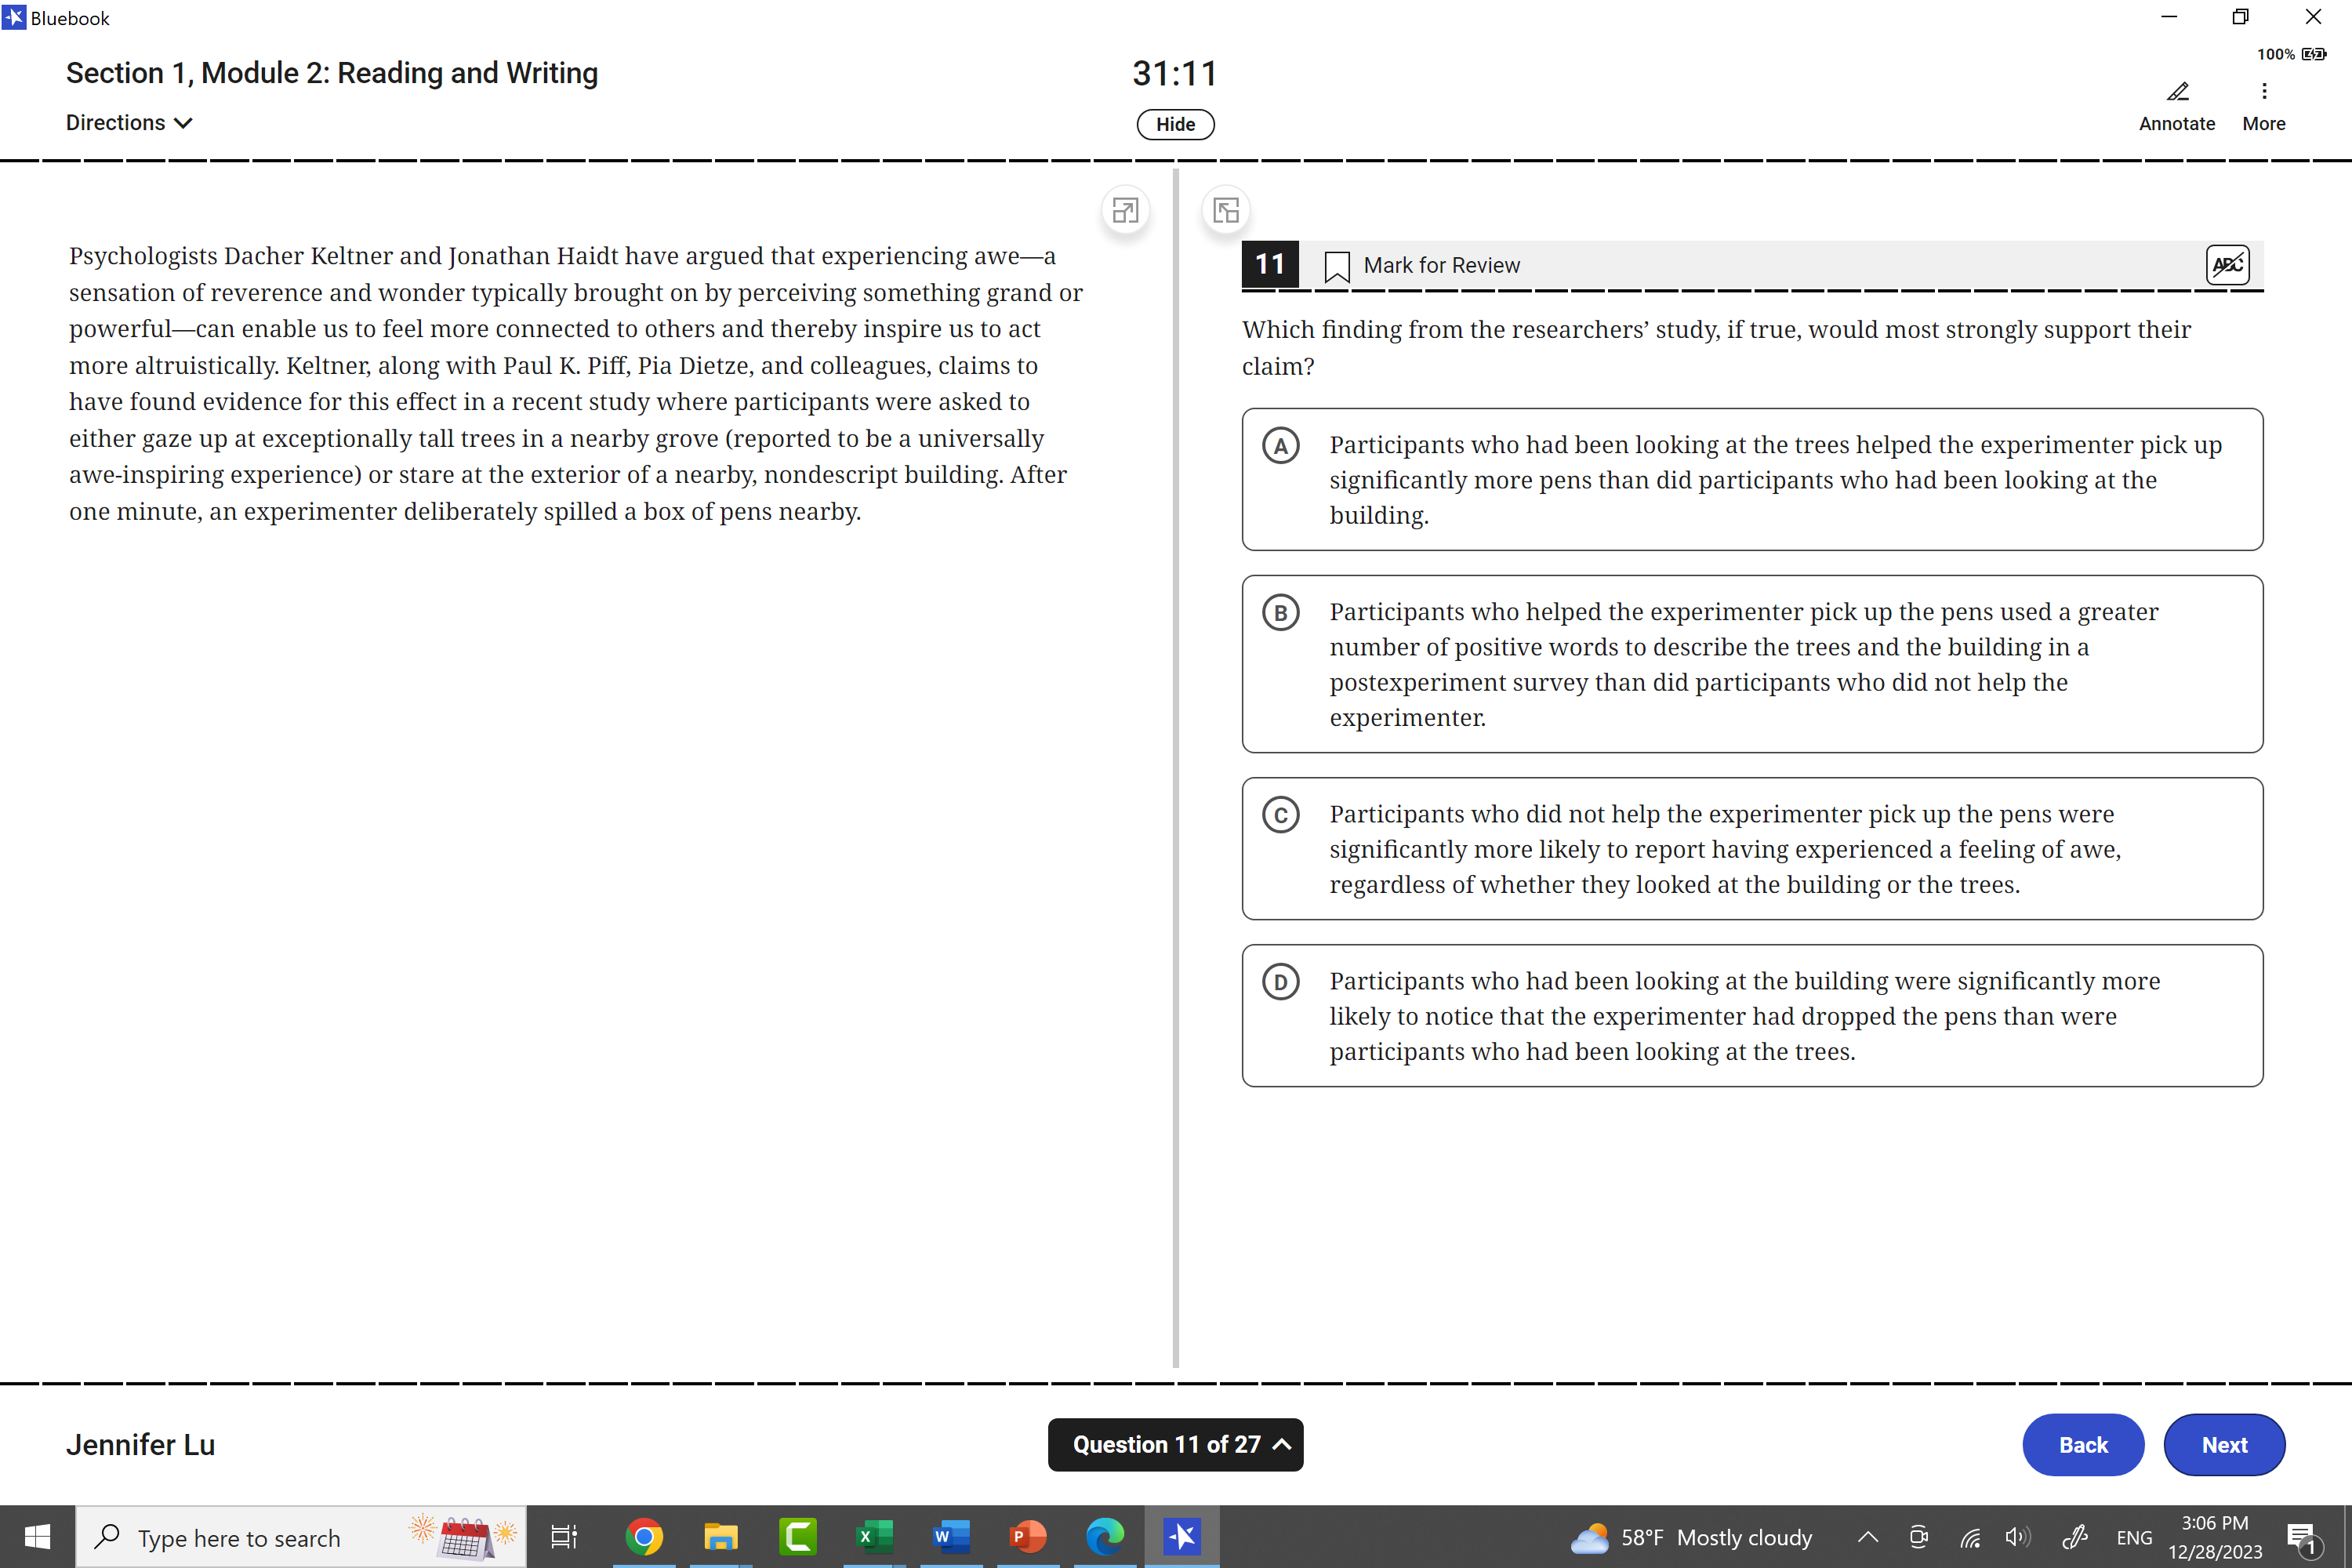 Bluebook
Section 1, Module 2: Reading and Writing
31:11
100%
Directions
Hide
Annotate
More
Psychologists Dacher Keltner and Jonathan Haidt have argued that experiencing awe—a
sensation of reverence and wonder typically brought on by perceiving something grand or
powerful—can enable us to feel more connected to others and thereby inspire us to act
more altruistically. Keltner, along with Paul K. Piff, Pia Dietze, and colleagues, claims to
have found evidence for this effect in a recent study where participants were asked to
either gaze up at exceptionally tall trees in a nearby grove (reported to be a universally
awe-inspiring experience) or stare at the exterior of a nearby, nondescript building. After
one minute, an experimenter deliberately spilled a box of pens nearby.
11
Mark for Review
ABC
Which finding from the researchers’ study, if true, would most strongly support their
claim?
A
Participants who had been looking at the trees helped the experimenter pick up
significantly more pens than did participants who had been looking at the
building.
B
Participants who helped the experimenter pick up the pens used a greater
number of positive words to describe the trees and the building in a
postexperiment survey than did participants who did not help the
experimenter.
C
Participants who did not help the experimenter pick up the pens were
significantly more likely to report having experienced a feeling of awe,
regardless of whether they looked at the building or the trees.
D
Participants who had been looking at the building were significantly more
likely to notice that the experimenter had dropped the pens than were
participants who had been looking at the trees.
Jennifer Lu
Question 11 of 27
Back
Next
Type here to search
X
W
P
58°F Mostly cloudy
ENG
3:06 PM
12/28/2023
1